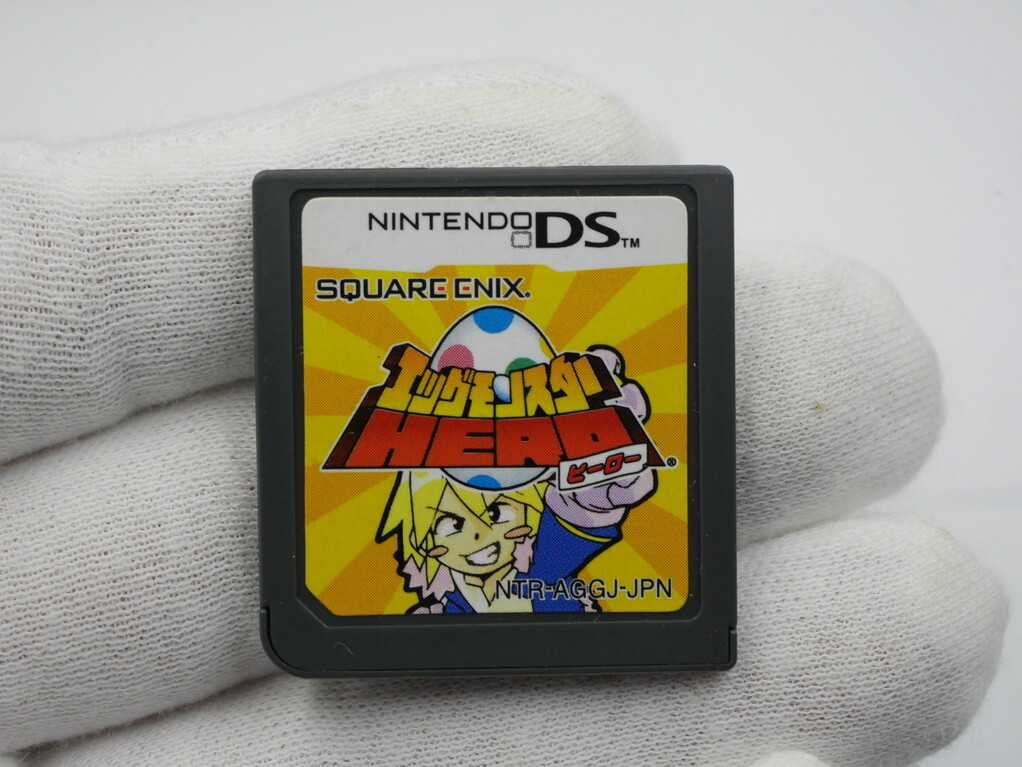 NINTENDO DS™
SQUARE ENIX®
エッグモンスター
HERO®
ヒーロー
NTR-AGGJ-JPN